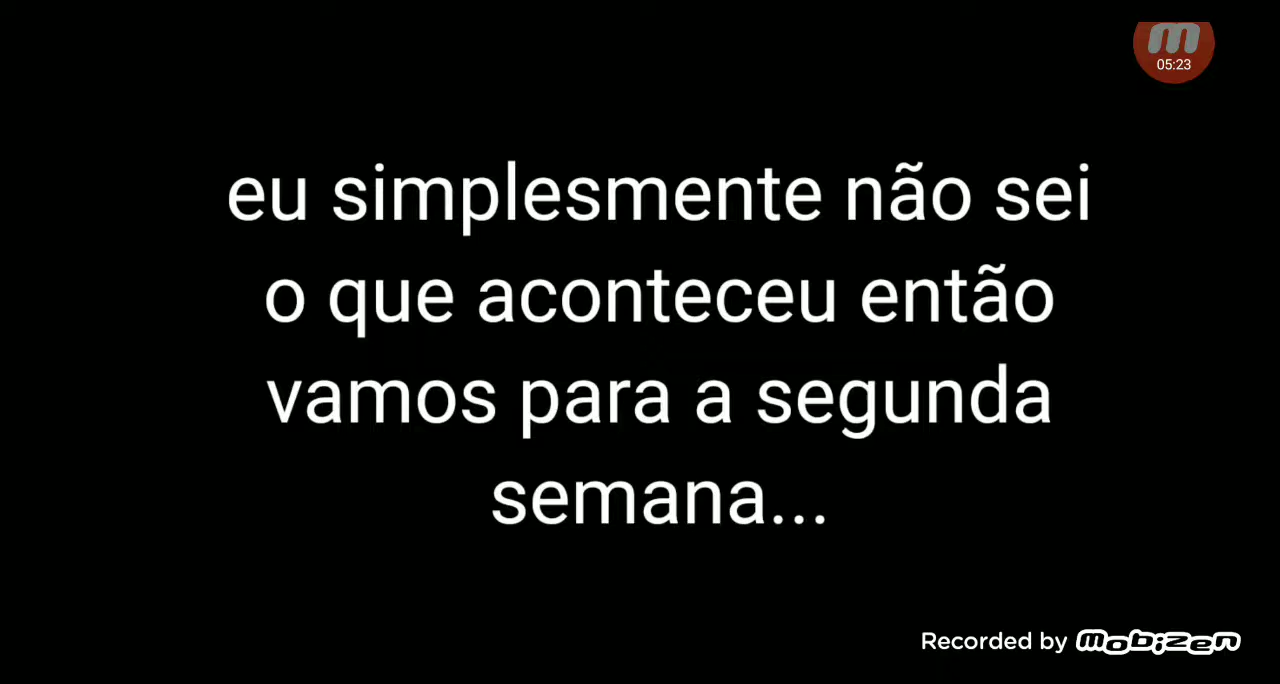 m
05:23
eu simplesmente não sei
o que aconteceu então
vamos para a segunda
semana...
Recorded by mobizen